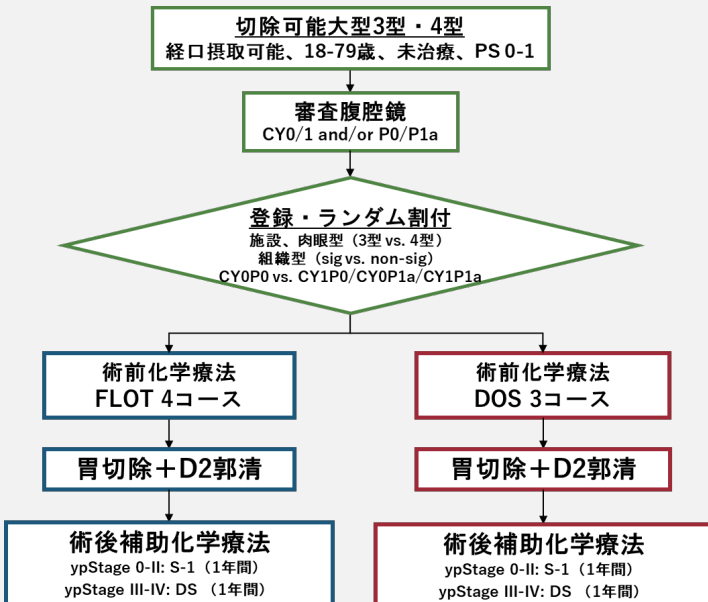 切除可能大型3型・4型
経口摂取可能、18-79歳、未治療、PS 0-1
審査腹腔鏡
CY0/1 and/or P0/P1a
登録・ランダム割付
施設、肉眼型（3型 vs. 4型）
組織型（sig vs. non-sig）
CY0P0 vs. CY1P0/CY0P1a/CY1P1a
術前化学療法
FLOT 4コース
胃切除＋D2郭清
術後補助化学療法
ypStage 0-II: S-1（1年間）
ypStage III-IV: DS （1年間）
術前化学療法
DOS 3コース
胃切除＋D2郭清
術後補助化学療法
ypStage 0-II: S-1（1年間）
ypStage III-IV: DS（1年間）